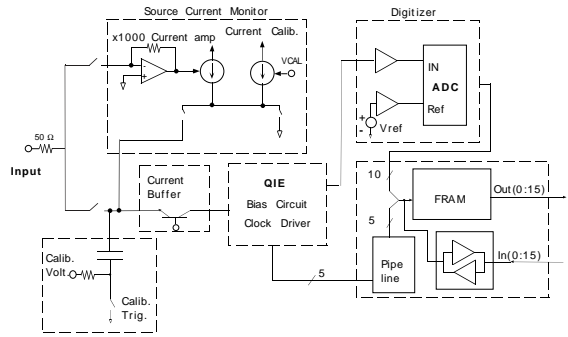 Source Current Monitor
x1000 Current amp
Current Calib.
VCAL
-
+
Digitizer
IN
ADC
Ref
+
-
Vref
50 Ω
Input
Current
Buffer
QIE
Bias Circuit
Clock Driver
10
5
FRAM
Out(0:15)
In(0:15)
Pipe
line
5
Calib.
Volt.
Calib.
Trig.